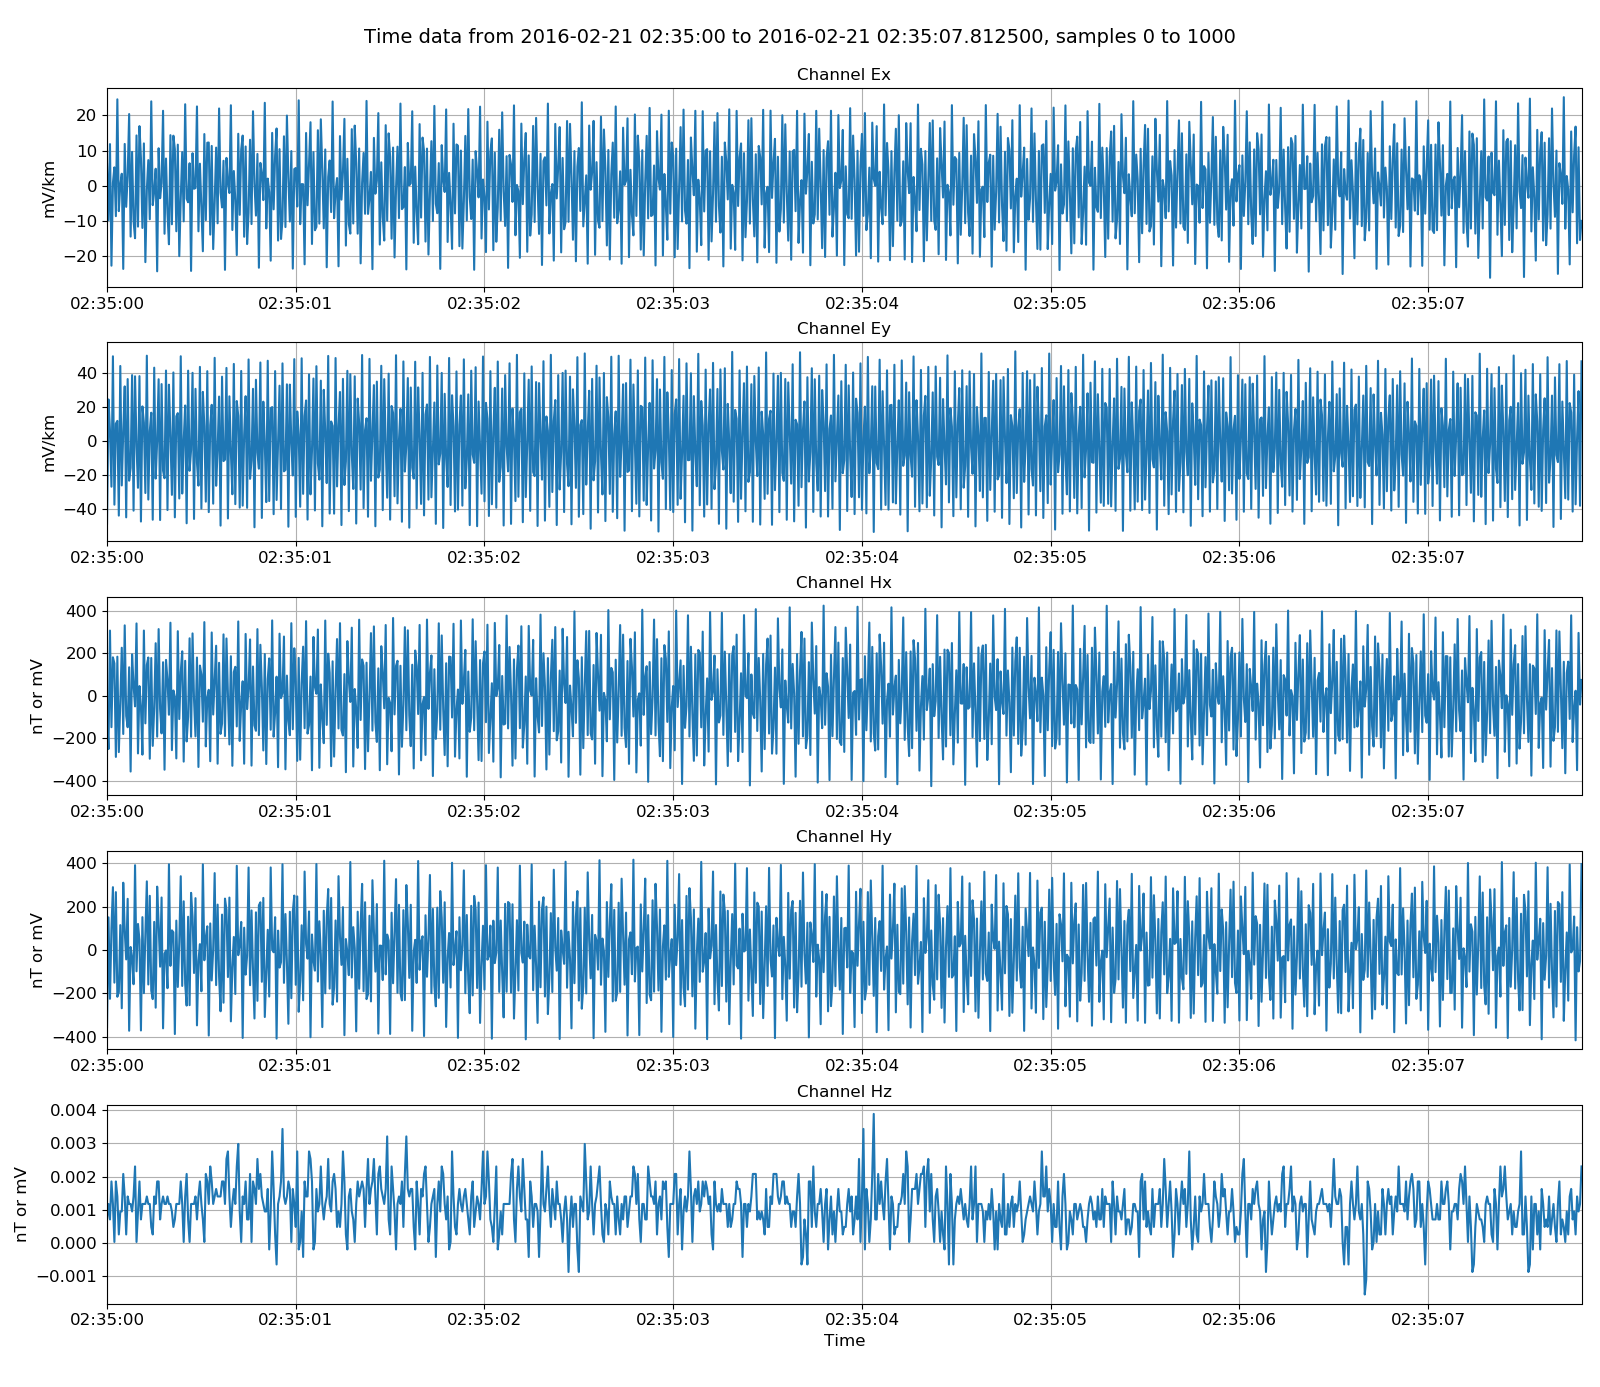 Time data from 2016-02-21 02:35:00 to 2016-02-21 02:35:07.812500, samples 0 to 1000
Channel Ex
mV/km
20
10
0
−10
−20
02:35:00 02:35:01 02:35:02 02:35:03 02:35:04 02:35:05 02:35:06 02:35:07
Channel Ey
mV/km
40
20
0
−20
−40
02:35:00 02:35:01 02:35:02 02:35:03 02:35:04 02:35:05 02:35:06 02:35:07
Channel Hx
nT or mV
400
200
0
−200
−400
02:35:00 02:35:01 02:35:02 02:35:03 02:35:04 02:35:05 02:35:06 02:35:07
Channel Hy
nT or mV
400
200
0
−200
−400
02:35:00 02:35:01 02:35:02 02:35:03 02:35:04 02:35:05 02:35:06 02:35:07
Channel Hz
nT or mV
0.004
0.003
0.002
0.001
0.000
−0.001
02:35:00 02:35:01 02:35:02 02:35:03 02:35:04 02:35:05 02:35:06 02:35:07
Time